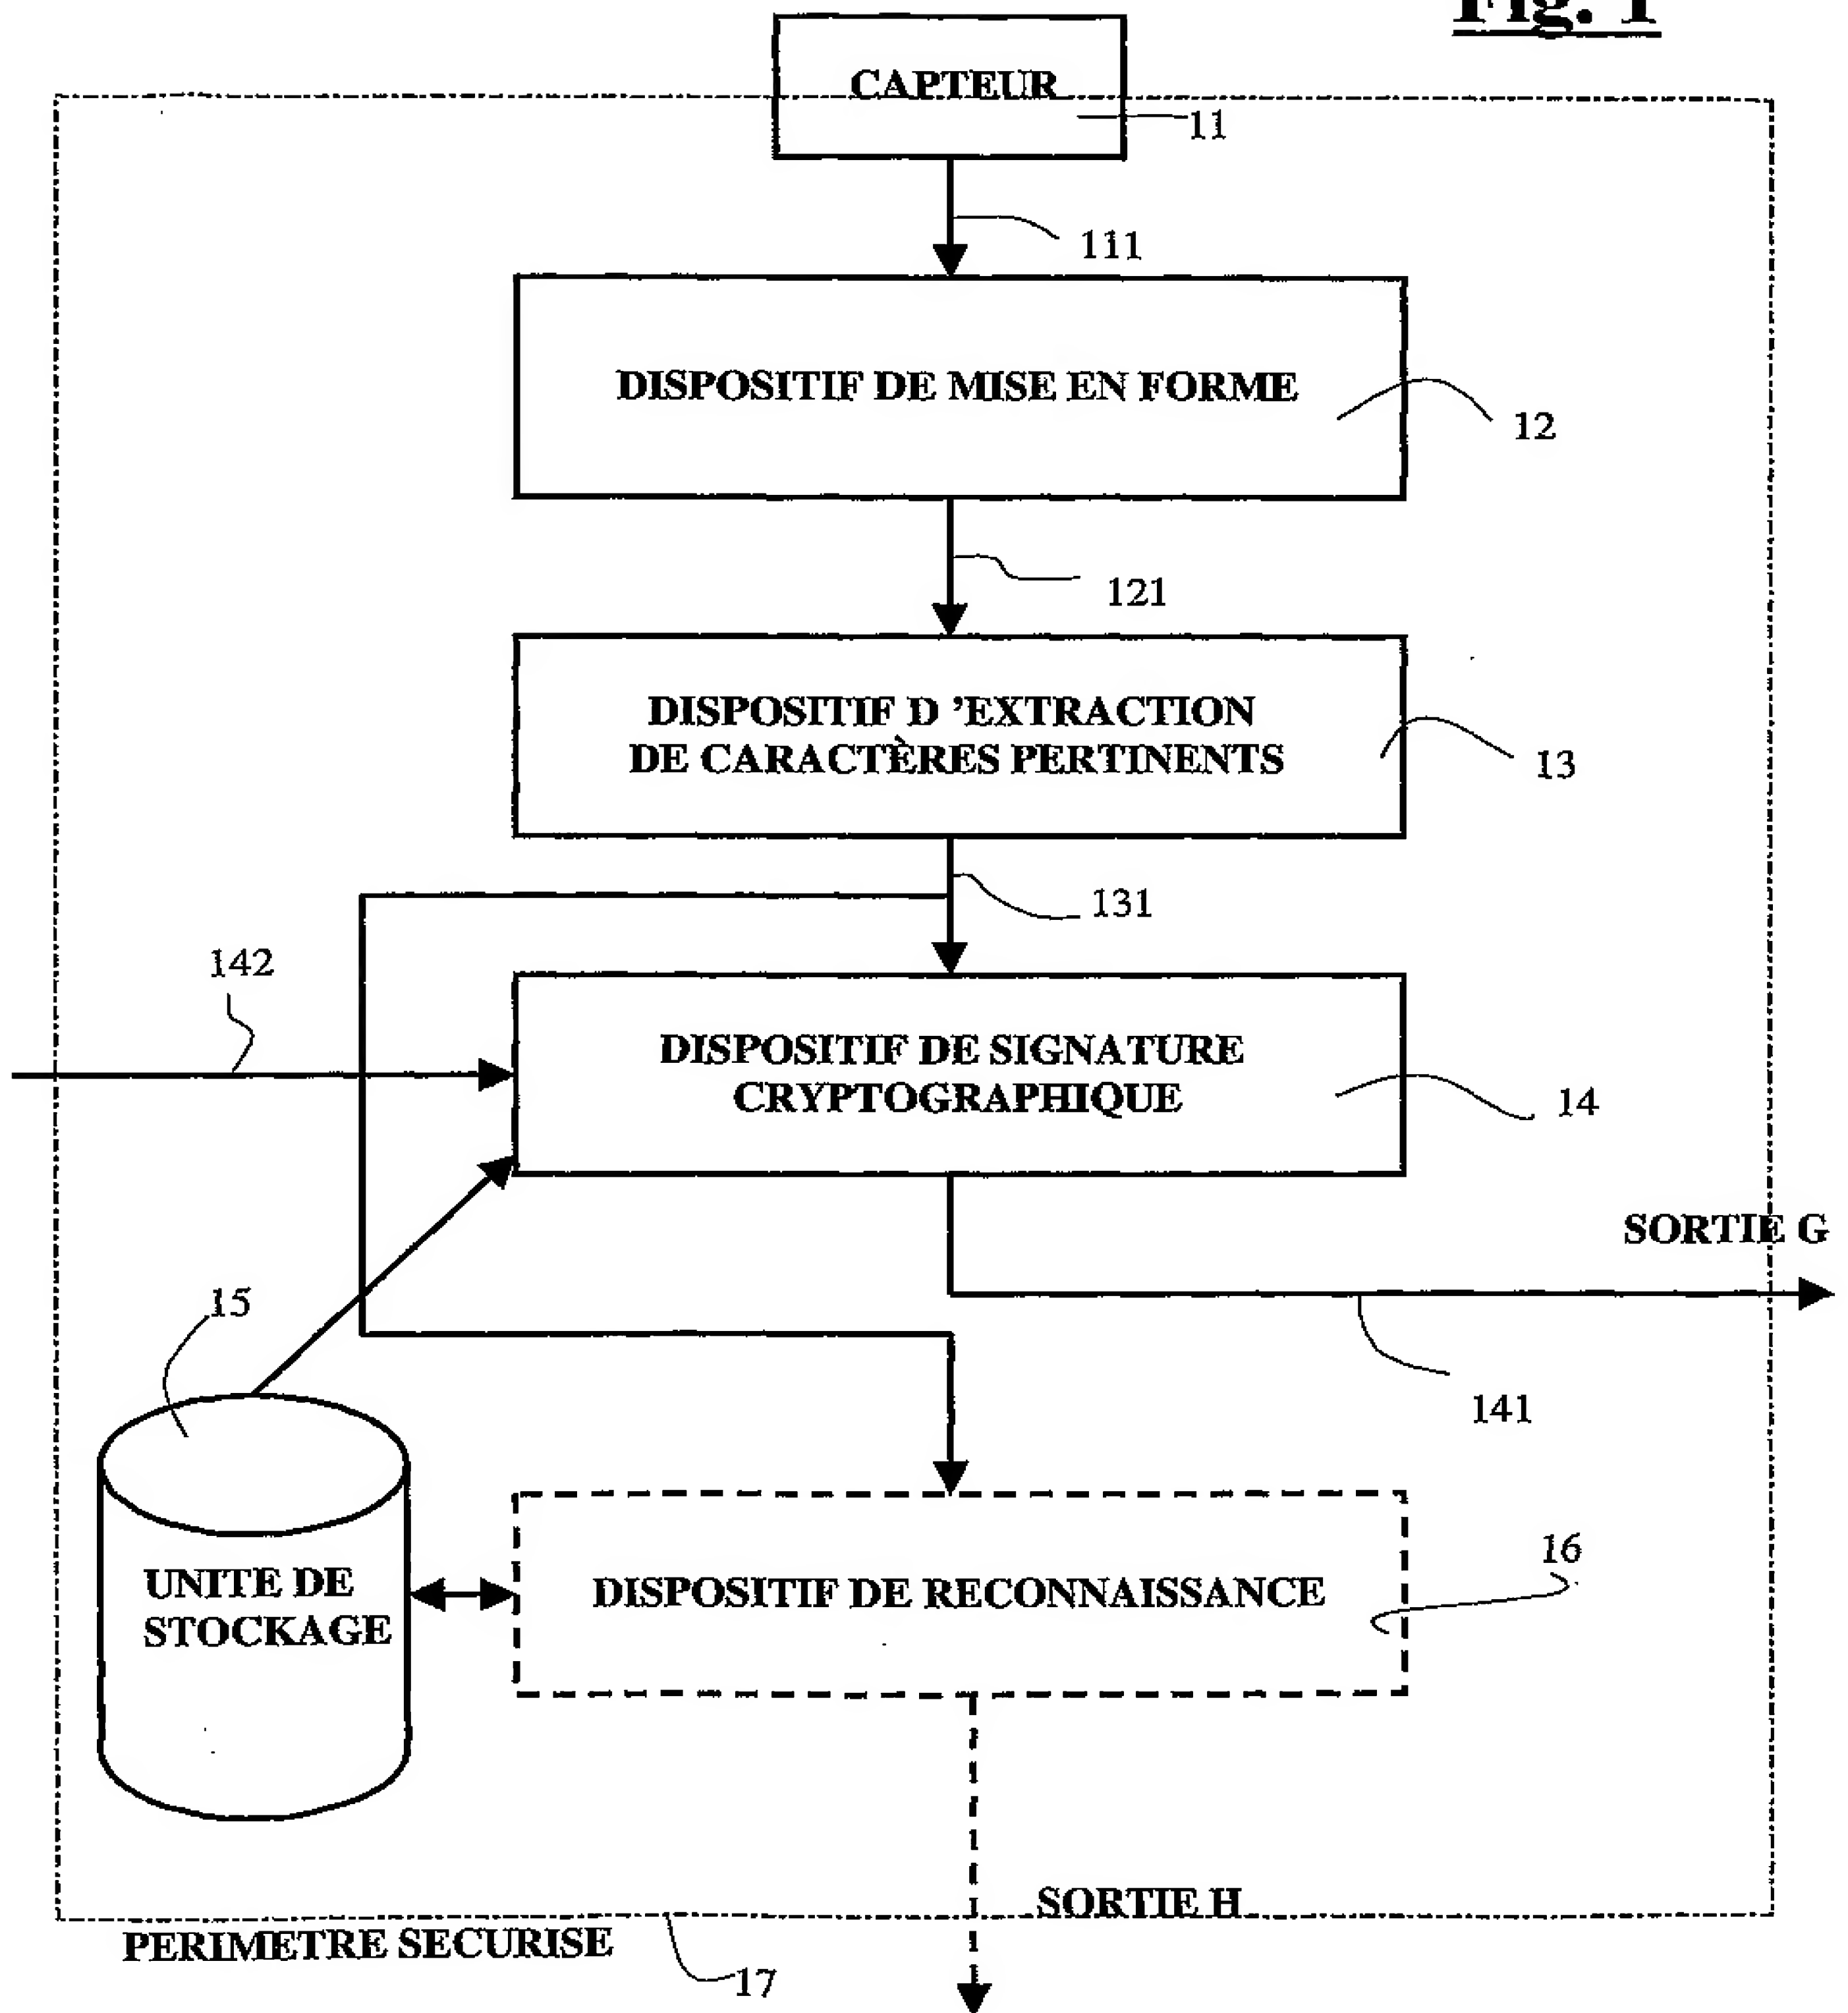 Fig. 1
CAPTEUR
11
111
DISPOSITIF DE MISE EN FORME
12
121
DISPOSITIF D 'EXTRACTION
DE CARACTÈRES PERTINENTS
13
131
142
DISPOSITIF DE SIGNATURE
CRYPTOGRAPHIQUE
14
SORTIE G
15
141
UNITE DE
STOCKAGE
DISPOSITIF DE RECONNAISSANCE
16
SORTIE H
PERIMETRE SECURISE
17